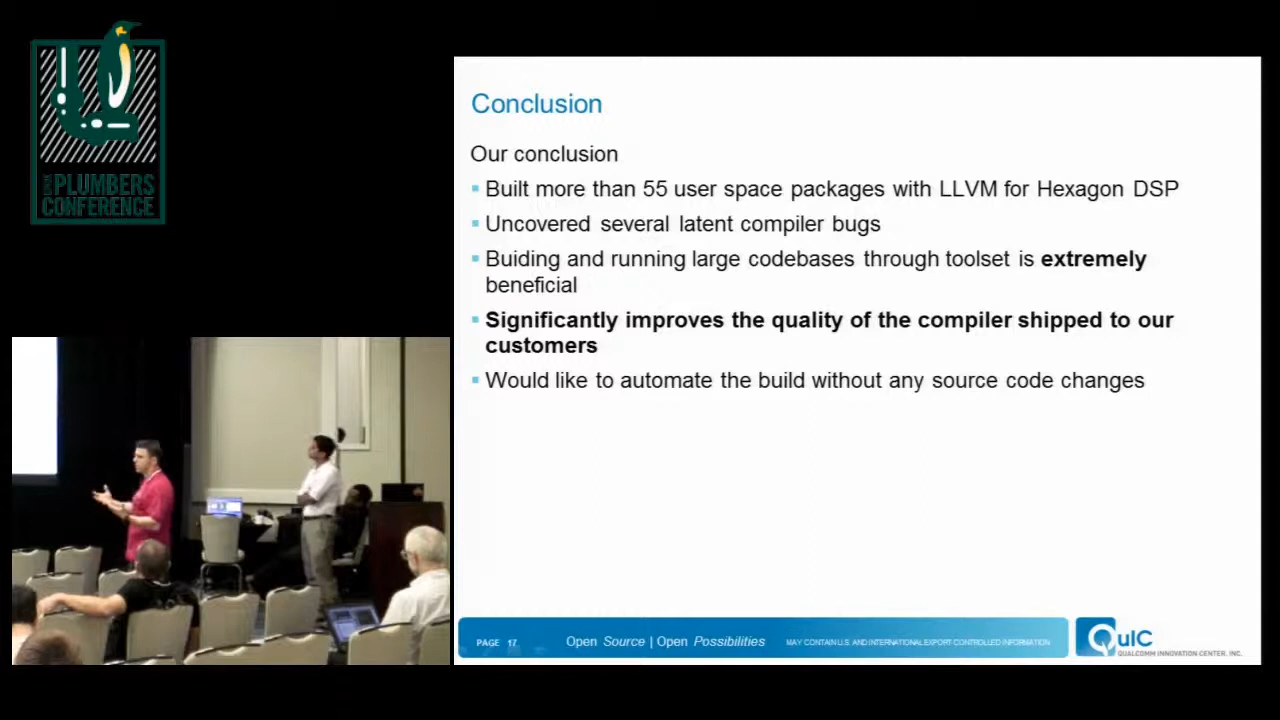 LINUX
PLUMBERS
CONFERENCE
Conclusion
Our conclusion
Built more than 55 user space packages with LLVM for Hexagon DSP
Uncovered several latent compiler bugs
Buiding and running large codebases through toolset is extremely
beneficial
Significantly improves the quality of the compiler shipped to our
customers
Would like to automate the build without any source code changes
PAGE 17
Open Source | Open Possibilities
MAY CONTAIN U.S. AND INTERNATIONAL EXPORT CONTROLLED INFORMATION
QuIC
QUALCOMM INNOVATION CENTER, INC.